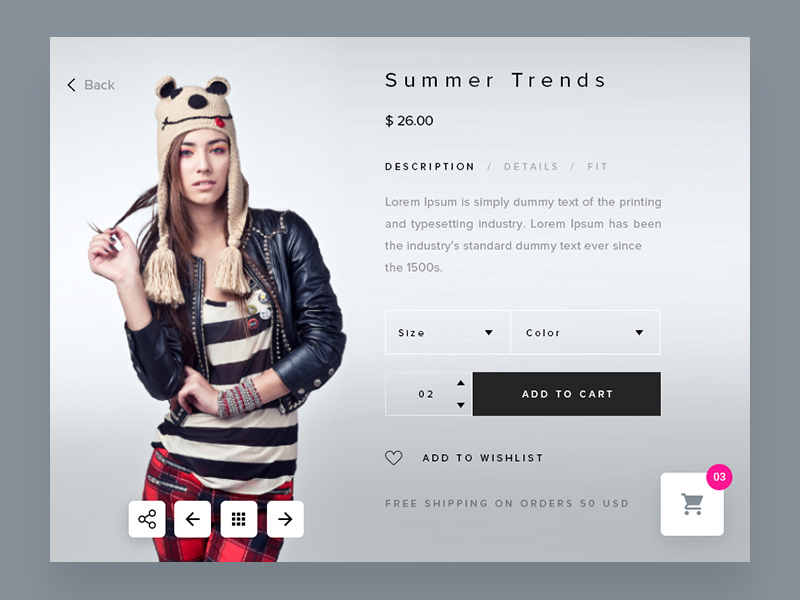 Back
Summer Trends
$ 26.00
DESCRIPTION / DETAILS / FIT
Lorem Ipsum is simply dummy text of the printing
and typesetting industry. Lorem Ipsum has been
the industry's standard dummy text ever since
the 1500s.
Size
Color
02
ADD TO CART
ADD TO WISHLIST
FREE SHIPPING ON ORDERS 50 USD
03